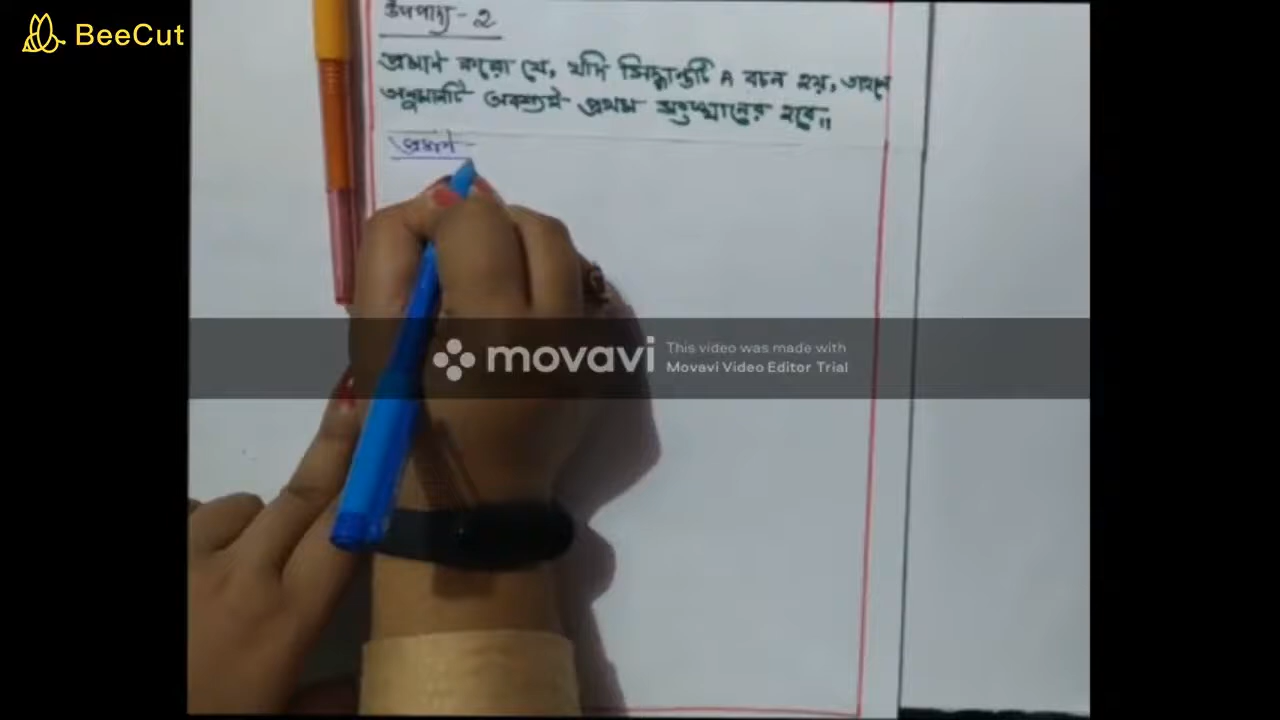 BeeCut
উপপাদ্য - ২
প্রমাণ করো যে, যদি সিদ্ধান্তটি A বচন হয়, তাহলে
অনুমানটি অবশ্যই প্রথম সংস্থানের হবে।।
প্রমাণ
movavi
This video was made with
Movavi Video Editor Trial